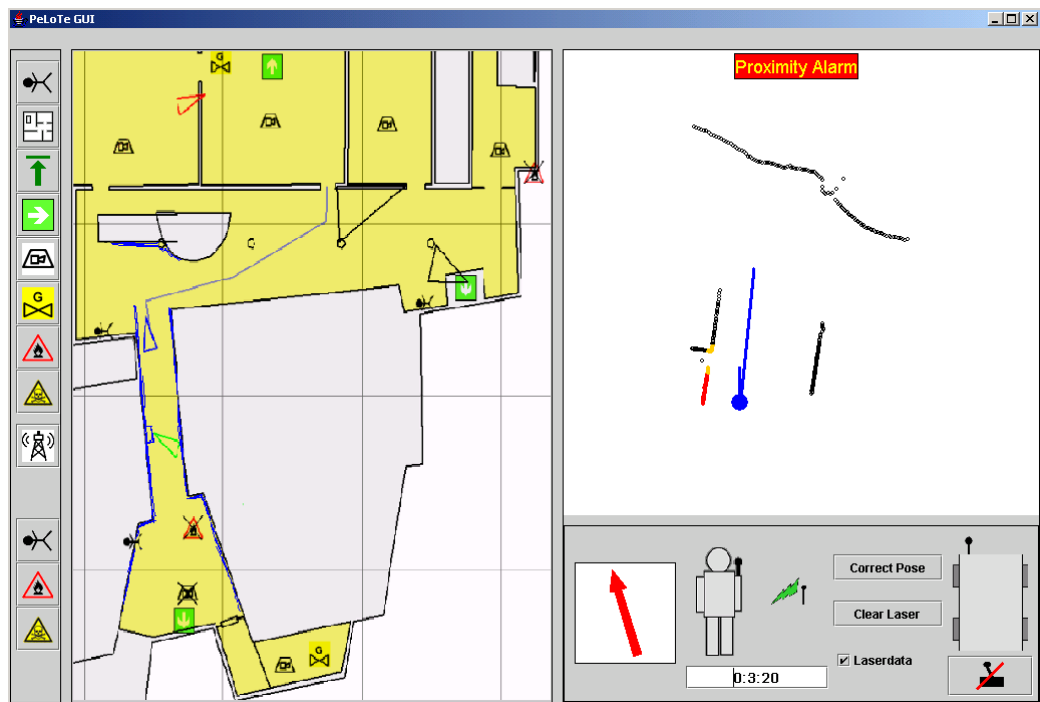 PeLoTe GUI
G
Proximity Alarm
G
Correct Pose
Clear Laser
Laserdata
G
0:3:20